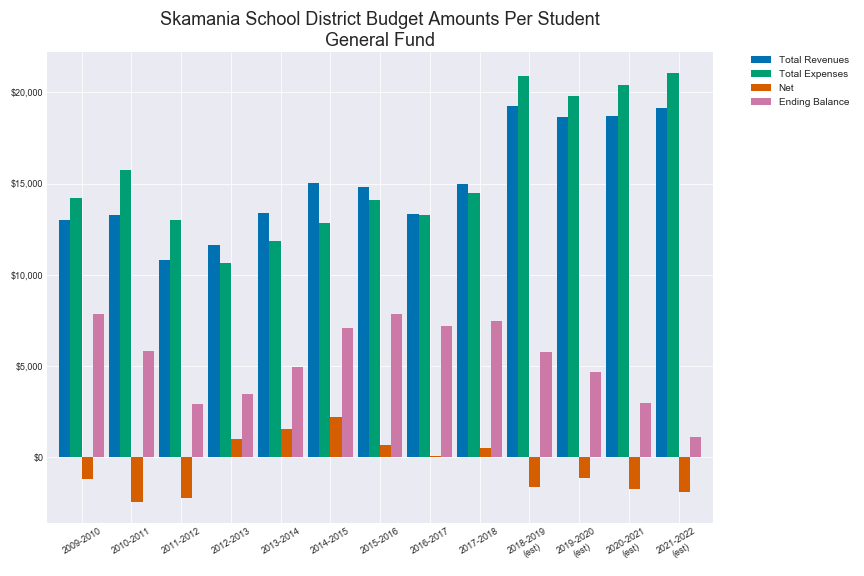 Skamania School District Budget Amounts Per Student
General Fund
Total Revenues
Total Expenses
Net
Ending Balance
$20,000
$15,000
$10,000
$5,000
$0
2009-2010
2010-2011
2011-2012
2012-2013
2013-2014
2014-2015
2015-2016
2016-2017
2017-2018
2018-2019
(est)
2019-2020
(est)
2020-2021
(est)
2021-2022
(est)